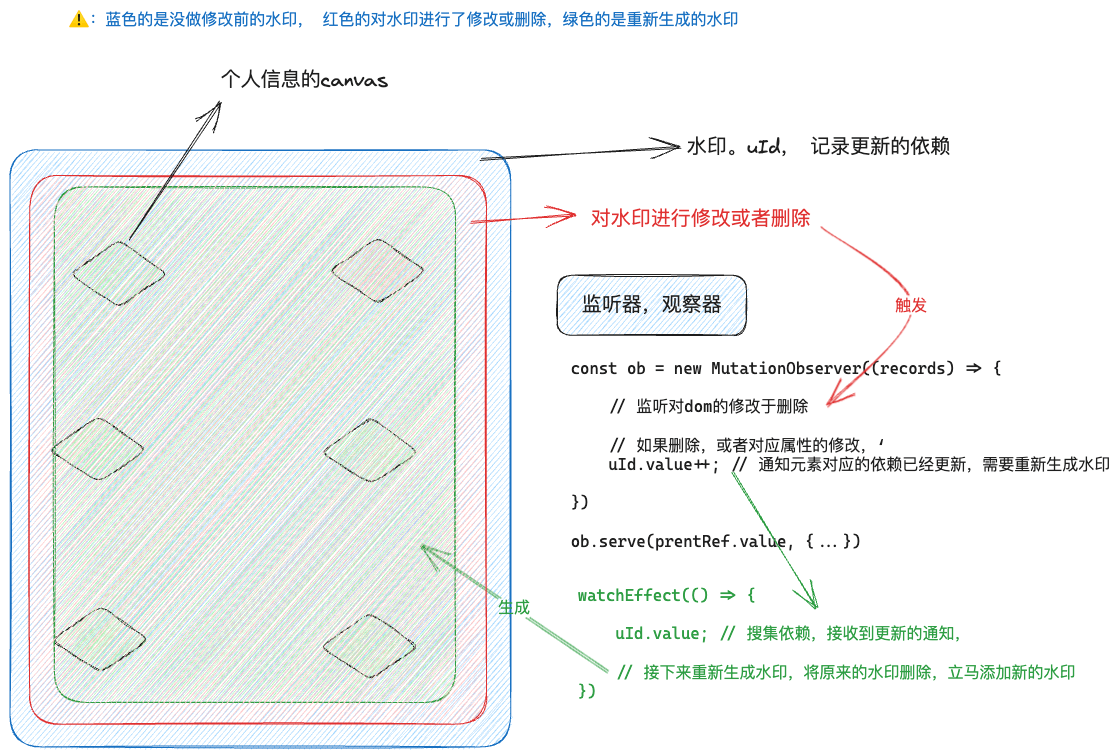 ⚠️：蓝色的是没做修改前的水印， 红色的对水印进行了修改或删除，绿色的是重新生成的水印
个人信息的canvas
水印。uId， 记录更新的依赖
对水印进行修改或者删除
监听器，观察器
触发
const ob = new MutationObserver((records) => {
// 监听对dom的修改于删除
// 如果删除，或者对应属性的修改，‘
uId.value++; // 通知元素对应的依赖已经更新，需要重新生成水印
})
ob.serve(prentRef.value, {...})
生成
watchEffect(() => {
uId.value; // 搜集依赖，接收到更新的通知，
// 接下来重新生成水印，将原来的水印删除，立马添加新的水印
})